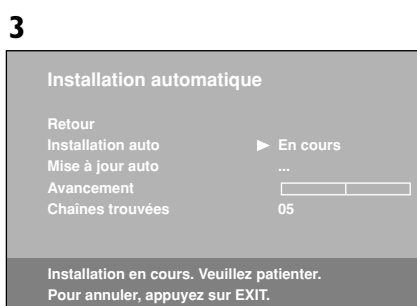 3
Installation automatique
Retour
Installation auto ▶ En cours
Mise à jour auto ...
Avancement
Chaînes trouvées 05
Installation en cours. Veuillez patienter.
Pour annuler, appuyez sur EXIT.